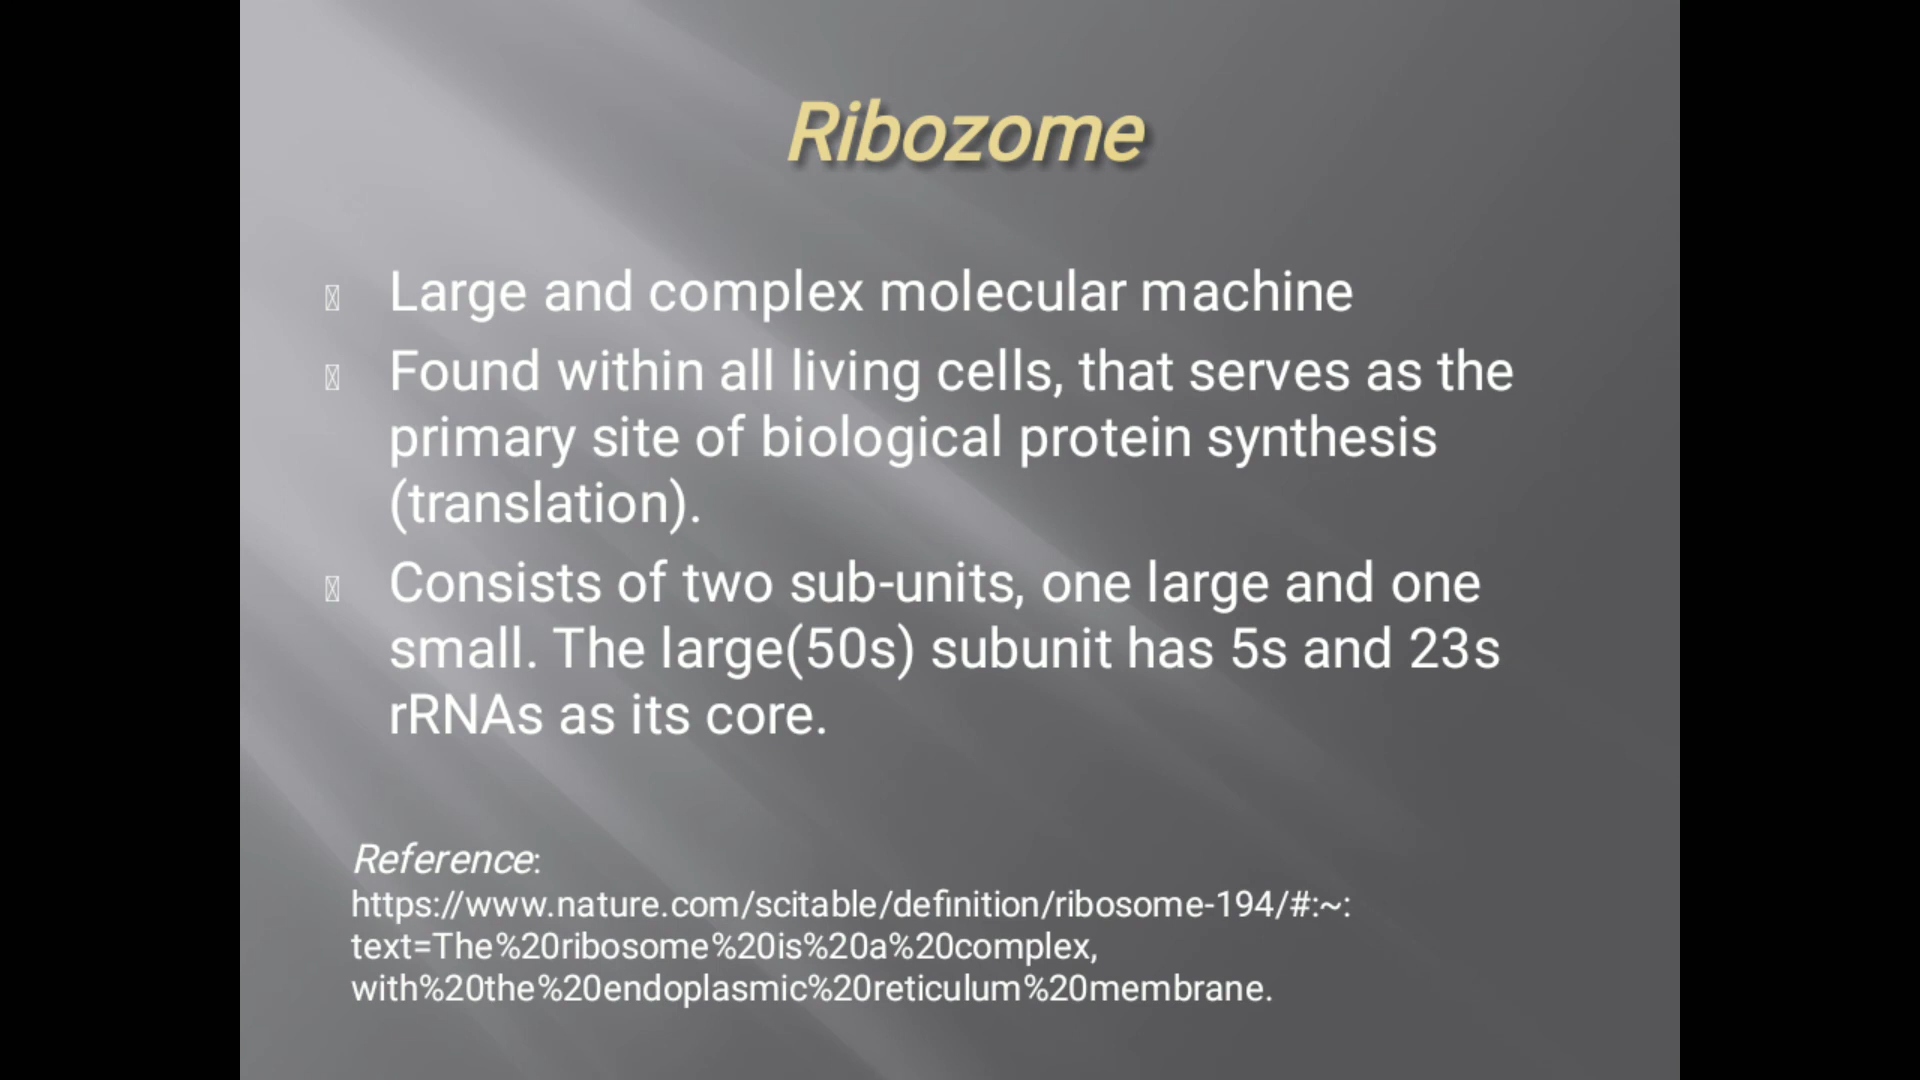 Ribozome
Large and complex molecular machine
Found within all living cells, that serves as the
primary site of biological protein synthesis
(translation).
Consists of two sub-units, one large and one
small. The large(50s) subunit has 5s and 23s
rRNAs as its core.
Reference:
https://www.nature.com/scitable/definition/ribosome-194/#:~:
text=The%20ribosome%20is%20a%20complex,
with%20the%20endoplasmic%20reticulum%20membrane.